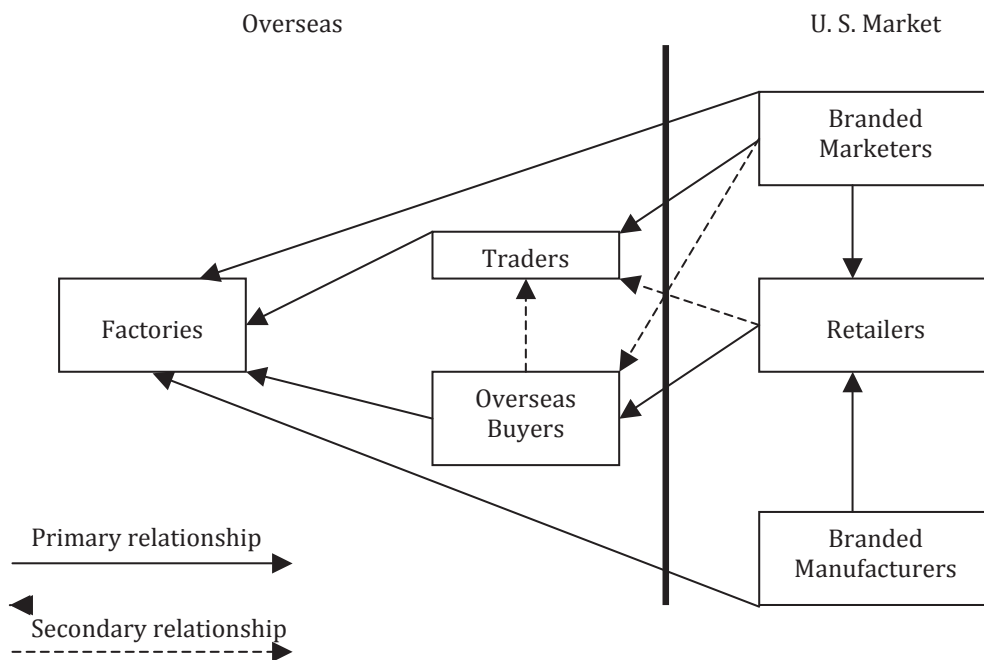 Overseas
U. S. Market
Branded
Marketers
Traders
Factories
Retailers
Overseas
Buyers
Branded
Manufacturers
Primary relationship
Secondary relationship